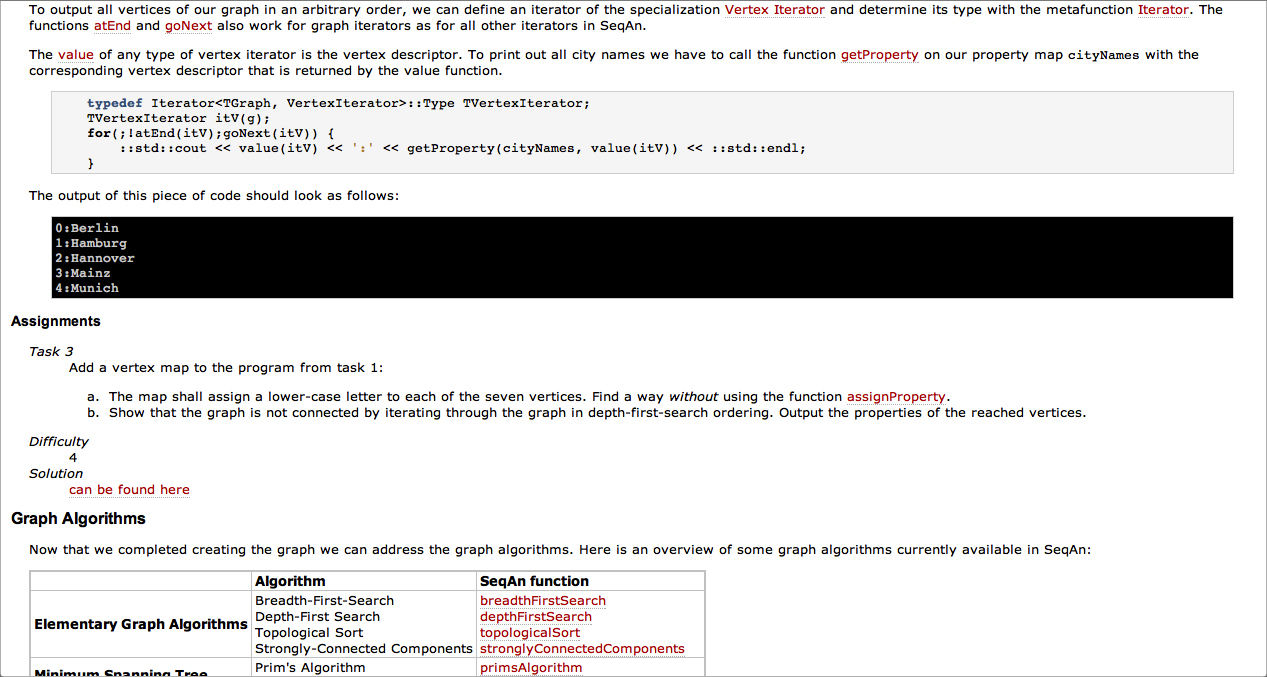 To output all vertices of our graph in an arbitrary order, we can define an iterator of the specialization Vertex Iterator and determine its type with the metafunction Iterator. The
functions atEnd and goNext also work for graph iterators as for all other iterators in SeqAn.
The value of any type of vertex iterator is the vertex descriptor. To print out all city names we have to call the function getProperty on our property map cityNames with the
corresponding vertex descriptor that is returned by the value function.
typedef Iterator<TGraph, VertexIterator>::Type TVertexIterator;
TVertexIterator itV(g);
for(;!atEnd(itV);goNext(itV)) {
::std::cout << value(itV) << ':' << getProperty(cityNames, value(itV)) << ::std::endl;
}
The output of this piece of code should look as follows:
0:Berlin
1:Hamburg
2:Hannover
3:Mainz
4:Munich
Assignments
Task 3
Add a vertex map to the program from task 1:
a. The map shall assign a lower-case letter to each of the seven vertices. Find a way without using the function assignProperty.
b. Show that the graph is not connected by iterating through the graph in depth-first-search ordering. Output the properties of the reached vertices.
Difficulty
4
Solution
can be found here
Graph Algorithms
Now that we completed creating the graph we can address the graph algorithms. Here is an overview of some graph algorithms currently available in SeqAn:
Algorithm SeqAn function
Elementary Graph Algorithms
Breadth-First-Search breadthFirstSearch
Depth-First Search depthFirstSearch
Topological Sort topologicalSort
Strongly-Connected Components stronglyConnectedComponents
Minimum Spanning Tree
Prim's Algorithm primsAlgorithm